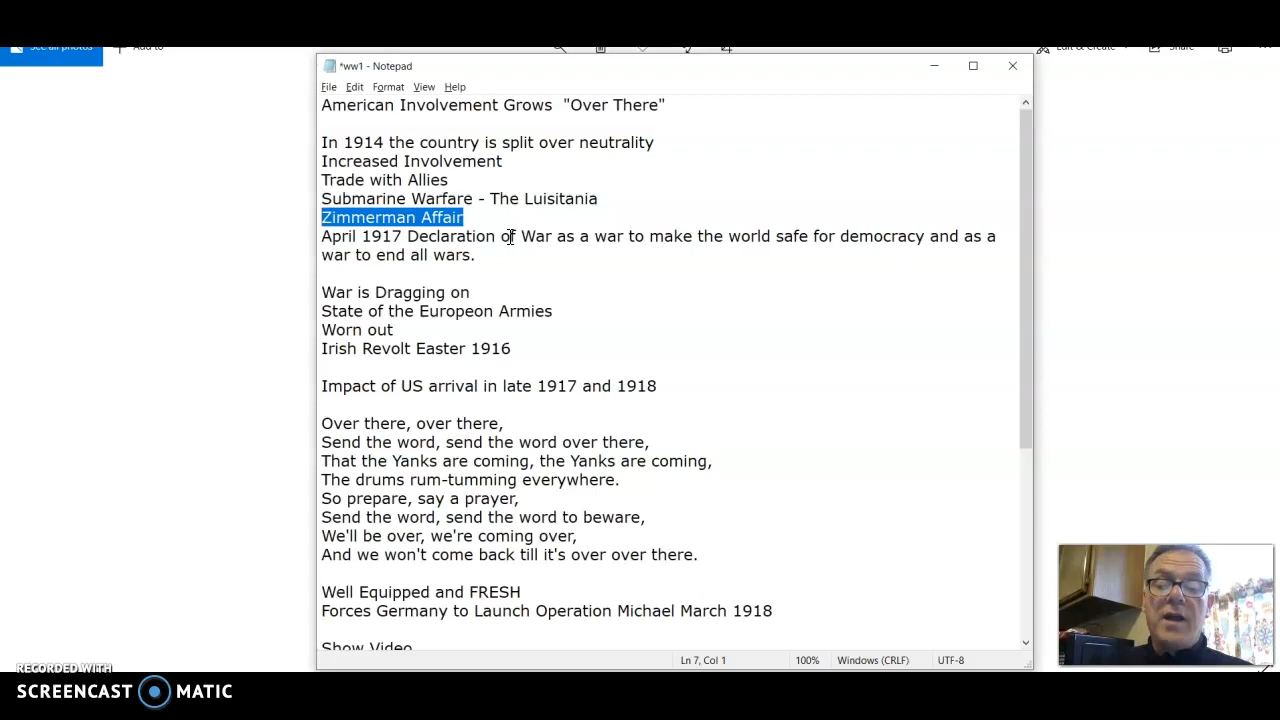 See all photos
Add to
Edit & Create
Share
*ww1 - Notepad
File Edit Format View Help
American Involvement Grows "Over There"
In 1914 the country is split over neutrality
Increased Involvement
Trade with Allies
Submarine Warfare - The Luisitania
Zimmerman Affair
April 1917 Declaration of War as a war to make the world safe for democracy and as a
war to end all wars.
War is Dragging on
State of the Europeon Armies
Worn out
Irish Revolt Easter 1916
Impact of US arrival in late 1917 and 1918
Over there, over there,
Send the word, send the word over there,
That the Yanks are coming, the Yanks are coming,
The drums rum-tumming everywhere.
So prepare, say a prayer,
Send the word, send the word to beware,
We'll be over, we're coming over,
And we won't come back till it's over over there.
Well Equipped and FRESH
Forces Germany to Launch Operation Michael March 1918
Show Video
Ln 7, Col 1 100% Windows (CRLF) UTF-8
RECORDED WITH
SCREENCAST MATIC